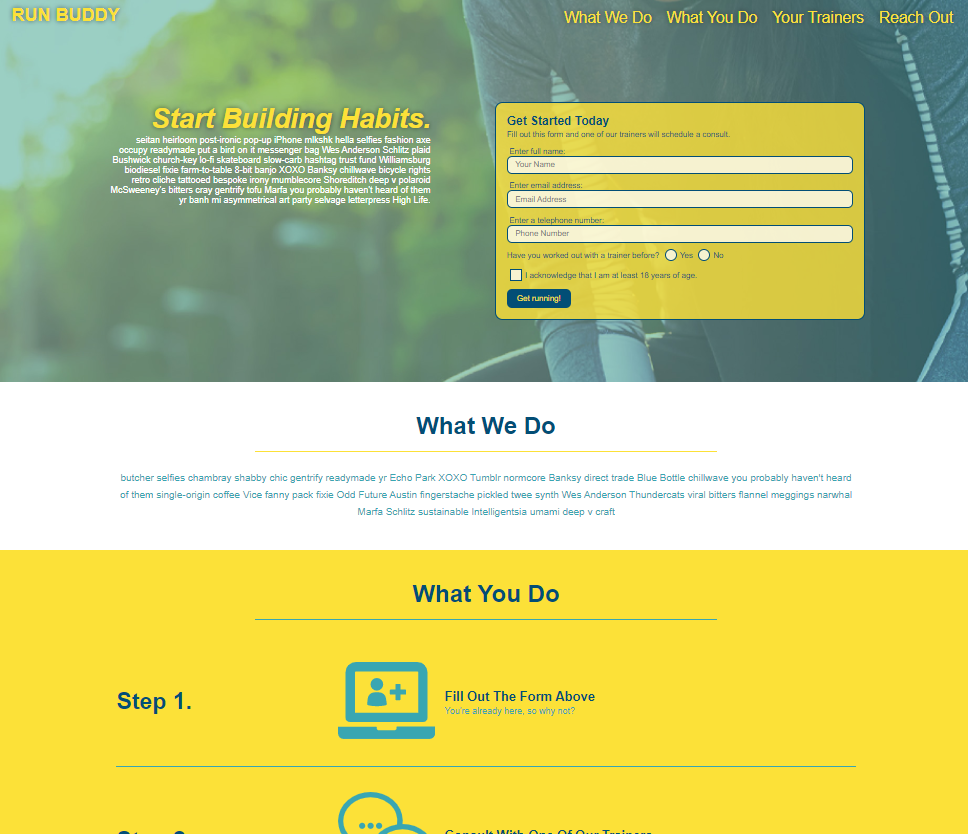 RUN BUDDY
What We Do What You Do Your Trainers Reach Out
Start Building Habits.
seitan heirloom post-ironic pop-up iPhone mlkshk hella selfies fashion axe
occupy readymade put a bird on it messenger bag Wes Anderson Schlitz plaid
Bushwick church-key lo-fi skateboard slow-carb hashtag trust fund Williamsburg
biodiesel fixie farm-to-table 8-bit banjo XOXO Banksy chillwave bicycle rights
retro cliche tattooed bespoke irony mumblecore Shoreditch deep v polaroid
McSweeney's bitters cray gentrify tofu Marfa you probably haven't heard of them
yr banh mi asymmetrical art party selvage letterpress High Life.
Get Started Today
Fill out this form and one of our trainers will schedule a consult.
Enter full name:
Your Name
Enter email address:
Email Address
Enter a telephone number:
Phone Number
Have you worked out with a trainer before? Yes No
I acknowledge that I am at least 18 years of age.
Get running!
What We Do
butcher selfies chambray shabby chic gentrify readymade yr Echo Park XOXO Tumblr normcore Banksy direct trade Blue Bottle chillwave you probably haven't heard
of them single-origin coffee Vice fanny pack fixie Odd Future Austin fingerstache pickled twee synth Wes Anderson Thundercats viral bitters flannel meggings narwhal
Marfa Schlitz sustainable Intelligentsia umami deep v craft
What You Do
Step 1.
Fill Out The Form Above
You're already here, so why not?